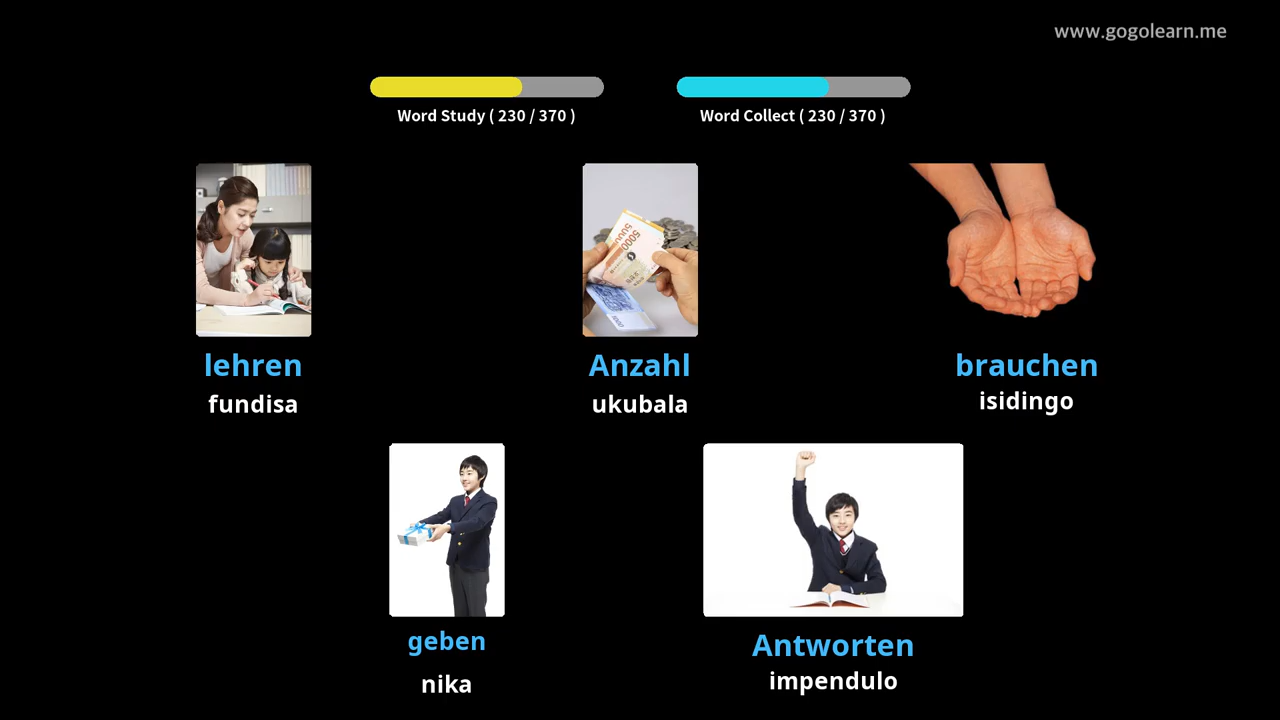 www.gogolearn.me
Word Study ( 230 / 370 )
Word Collect ( 230 / 370 )
lehren
fundisa
Anzahl
ukubala
brauchen
isidingo
geben
nika
Antworten
impendulo